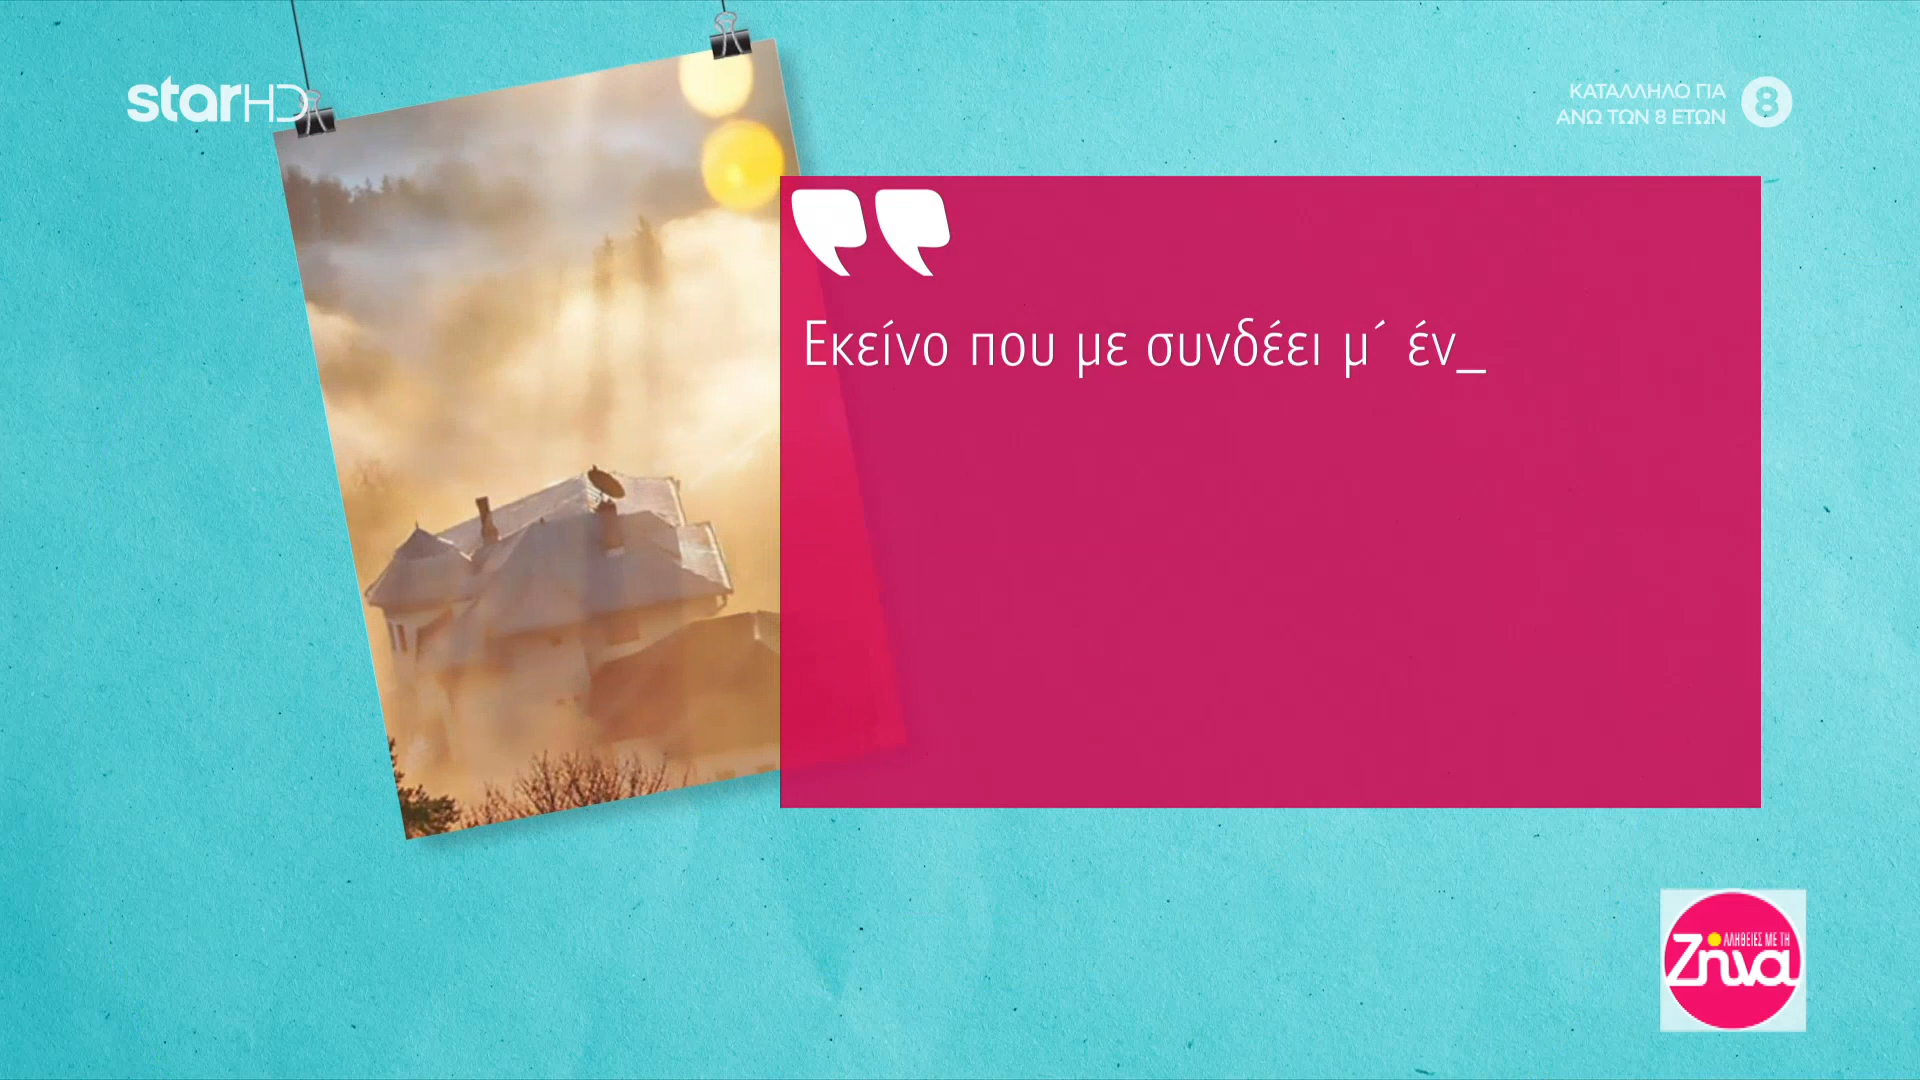 starHD
ΚΑΤΑΛΛΗΛΟ ΓΙΑ
ΑΝΩ ΤΩΝ 8 ΕΤΩΝ
8
Εκείνο που με συνδέει μ´ έν_
ΑΛΗΘΕΙΕΣ ΜΕ ΤΗ
Ζήνα